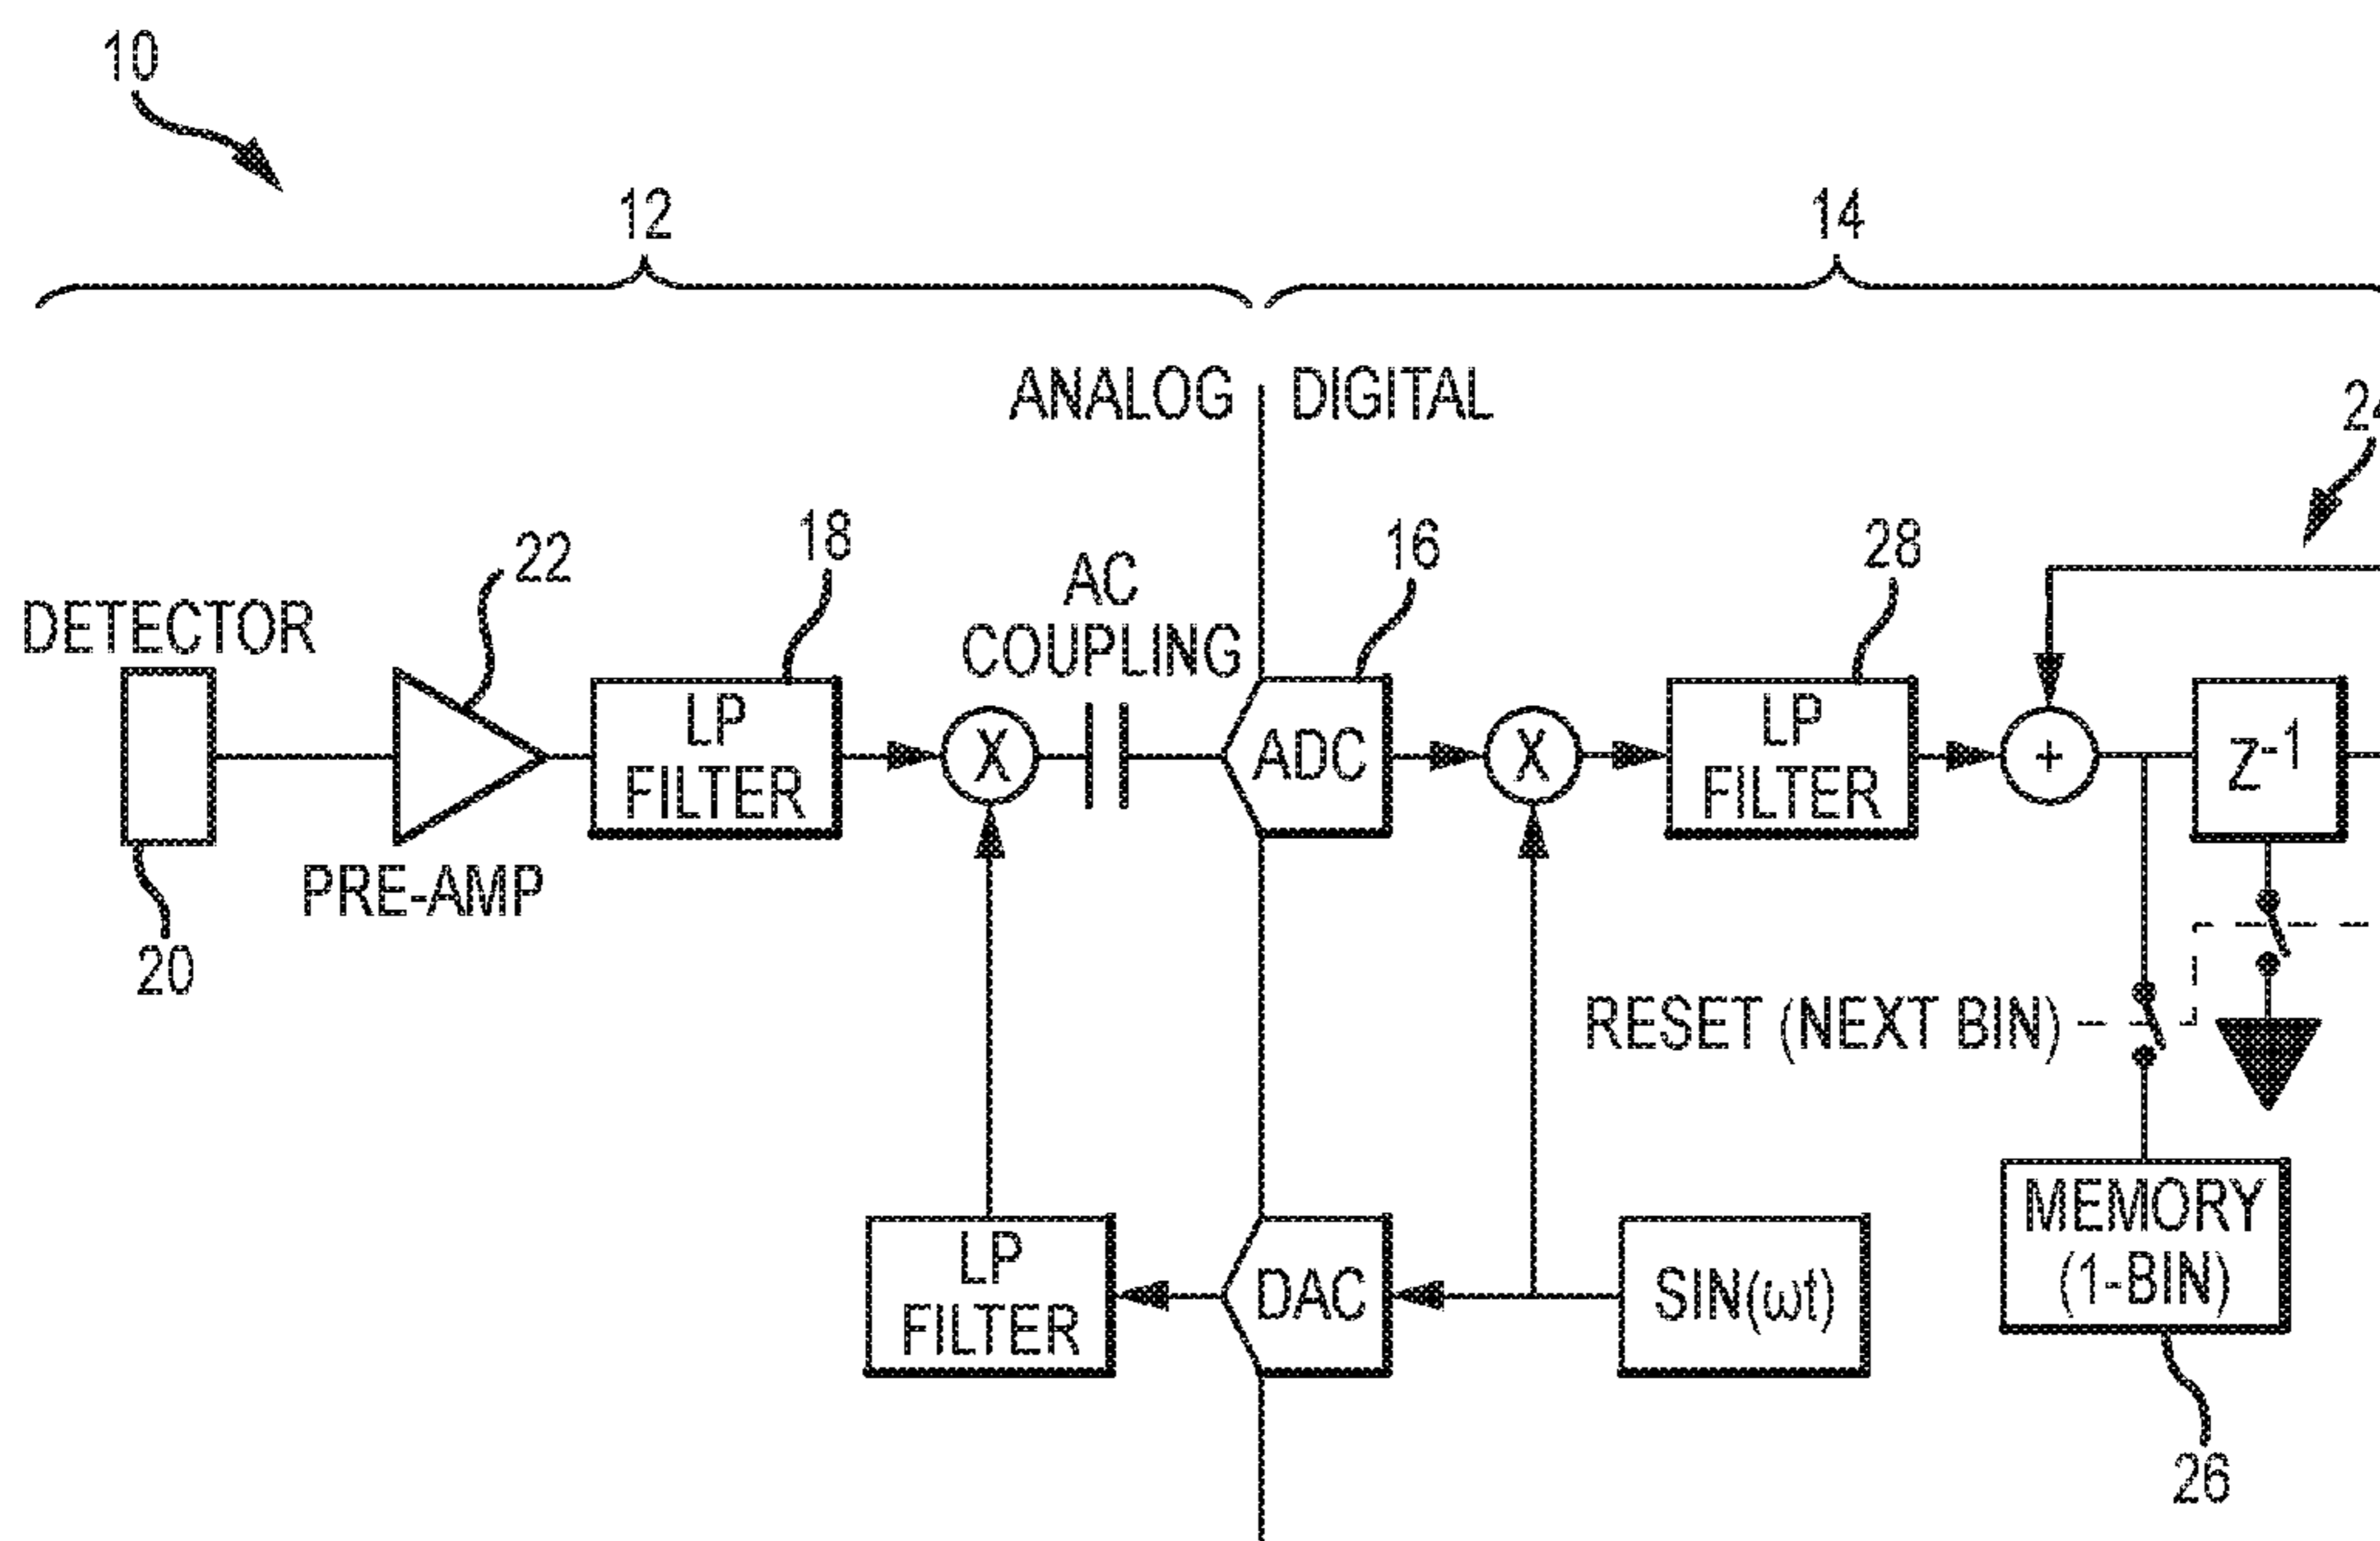 10
12
14
ANALOG
DIGITAL
24
22
18
AC
COUPLING
16
28
DETECTOR
LP
FILTER
X
ADC
X
LP
FILTER
+
Z⁻¹
PRE-AMP
20
RESET (NEXT BIN)
LP
FILTER
DAC
SIN(ωt)
MEMORY
(1-BIN)
26